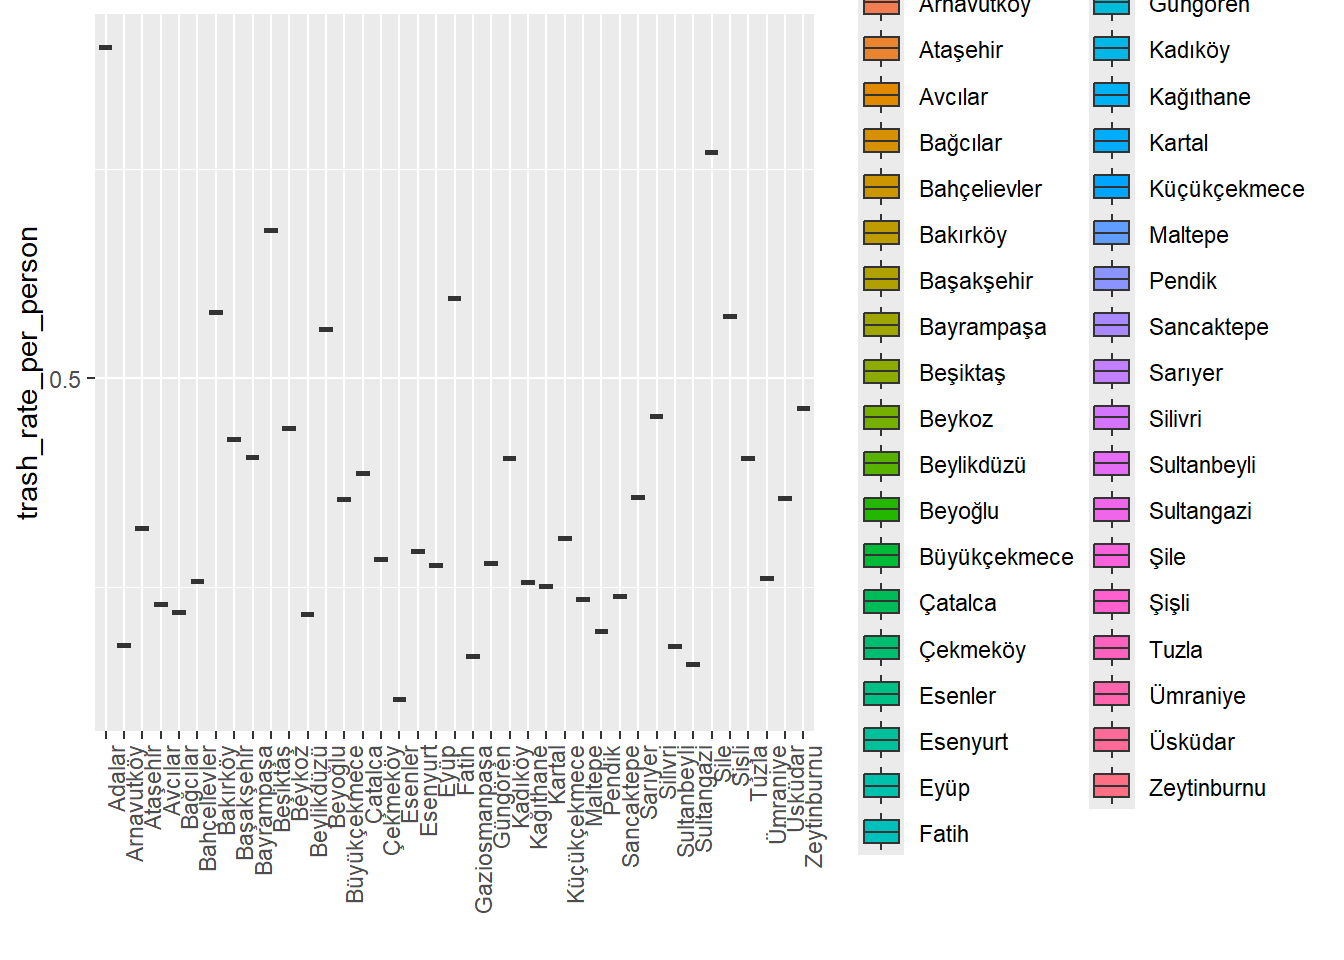 trash_rate_per_person
0.5
Adalar
Arnavutköy
Ataşehir
Avcılar
Bağcılar
Bahçelievler
Bakırköy
Başakşehir
Bayrampaşa
Beşiktaş
Beykoz
Beylikdüzü
Beyoğlu
Büyükçekmece
Çatalca
Çekmeköy
Esenler
Esenyurt
Eyüp
Fatih
Gaziosmanpaşa
Güngören
Kadıköy
Kağıthane
Kartal
Küçükçekmece
Maltepe
Pendik
Sancaktepe
Sarıyer
Silivri
Sultanbeyli
Sultangazi
Şile
Şişli
Tuzla
Ümraniye
Üsküdar
Zeytinburnu
Arnavutköy
Ataşehir
Avcılar
Bağcılar
Bahçelievler
Bakırköy
Başakşehir
Bayrampaşa
Beşiktaş
Beykoz
Beylikdüzü
Beyoğlu
Büyükçekmece
Çatalca
Çekmeköy
Esenler
Esenyurt
Eyüp
Fatih
Güngören
Kadıköy
Kağıthane
Kartal
Küçükçekmece
Maltepe
Pendik
Sancaktepe
Sarıyer
Silivri
Sultanbeyli
Sultangazi
Şile
Şişli
Tuzla
Ümraniye
Üsküdar
Zeytinburnu